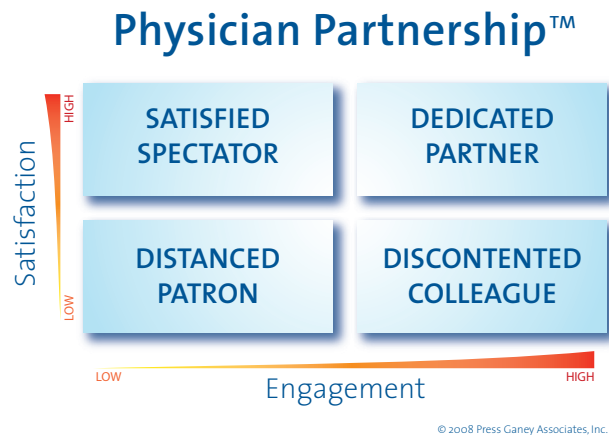 Physician Partnership™
HIGH
SATISFIED
SPECTATOR
DEDICATED
PARTNER
Satisfaction
DISTANCED
PATRON
DISCONTENTED
COLLEAGUE
LOW
LOW
HIGH
Engagement
© 2008 Press Ganey Associates, Inc.